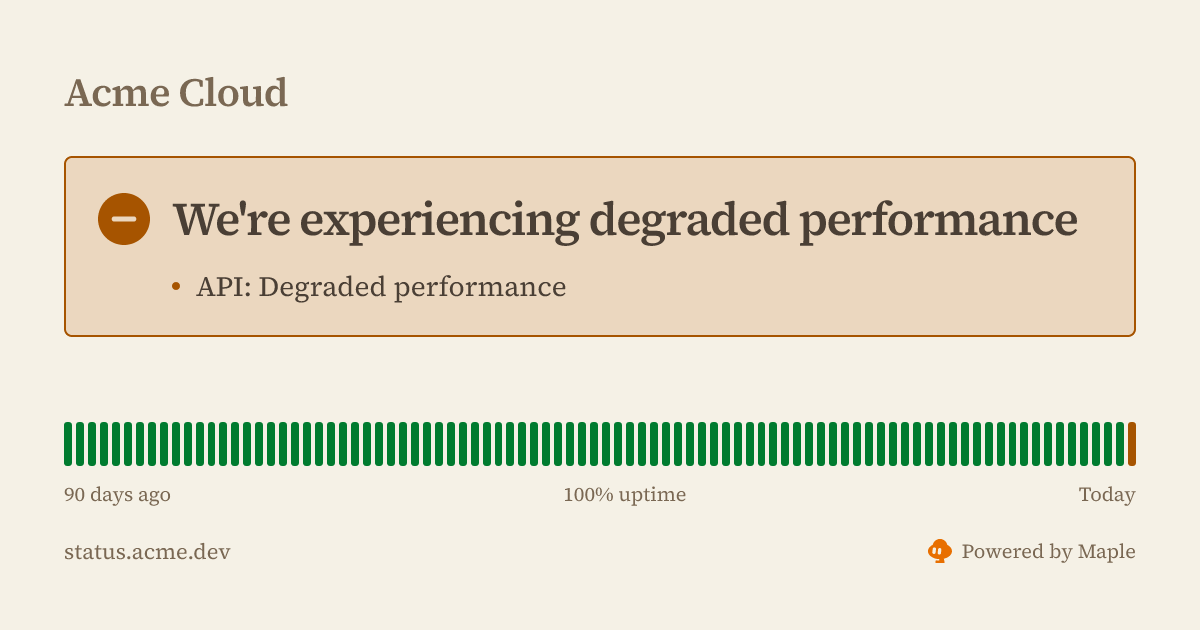 Acme Cloud
We're experiencing degraded performance
• API: Degraded performance
90 days ago
100% uptime
Today
status.acme.dev
Powered by Maple